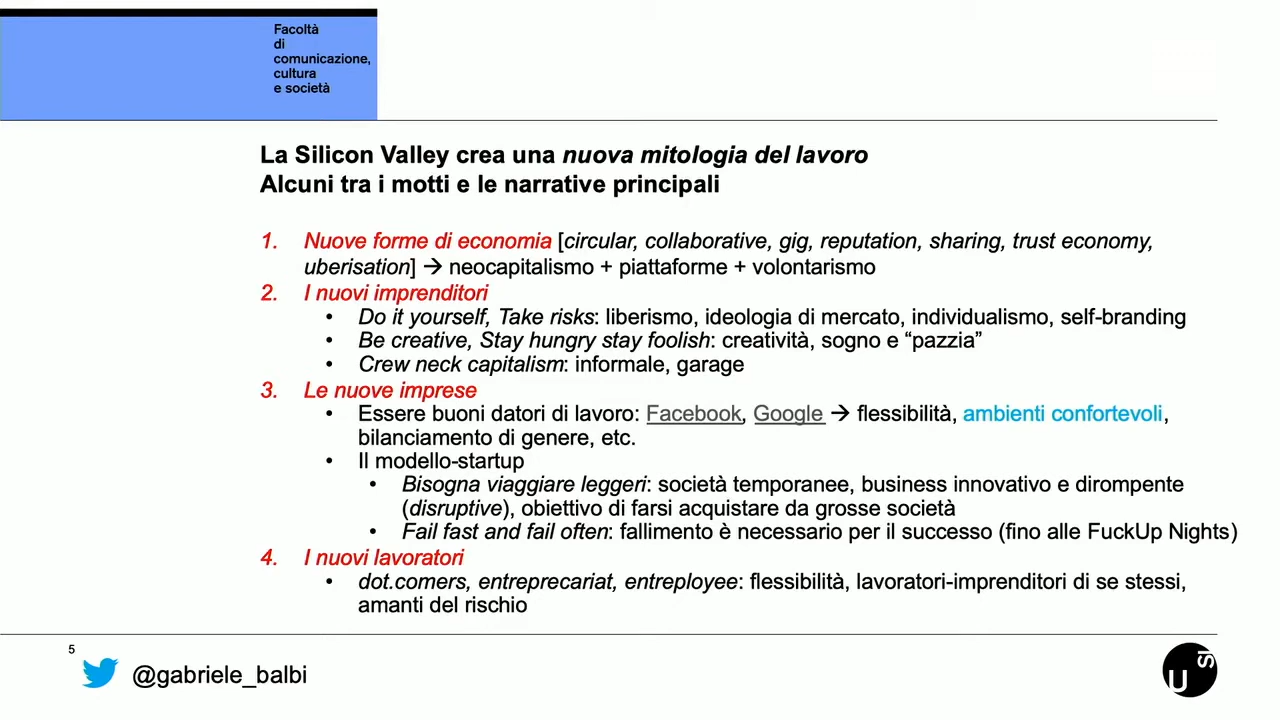 Facoltà
di
comunicazione,
cultura
e società
La Silicon Valley crea una nuova mitologia del lavoro
Alcuni tra i motti e le narrative principali
1. Nuove forme di economia [circular, collaborative, gig, reputation, sharing, trust economy,
uberisation] → neocapitalismo + piattaforme + volontarismo
2. I nuovi imprenditori
• Do it yourself, Take risks: liberismo, ideologia di mercato, individualismo, self-branding
• Be creative, Stay hungry stay foolish: creatività, sogno e “pazzia”
• Crew neck capitalism: informale, garage
3. Le nuove imprese
• Essere buoni datori di lavoro: Facebook, Google → flessibilità, ambienti confortevoli,
bilanciamento di genere, etc.
• Il modello-startup
• Bisogna viaggiare leggeri: società temporanee, business innovativo e dirompente
(disruptive), obiettivo di farsi acquistare da grosse società
• Fail fast and fail often: fallimento è necessario per il successo (fino alle FuckUp Nights)
4. I nuovi lavoratori
• dot.comers, entreprecariat, entreployee: flessibilità, lavoratori-imprenditori di se stessi,
amanti del rischio
5
@gabriele_balbi
USI